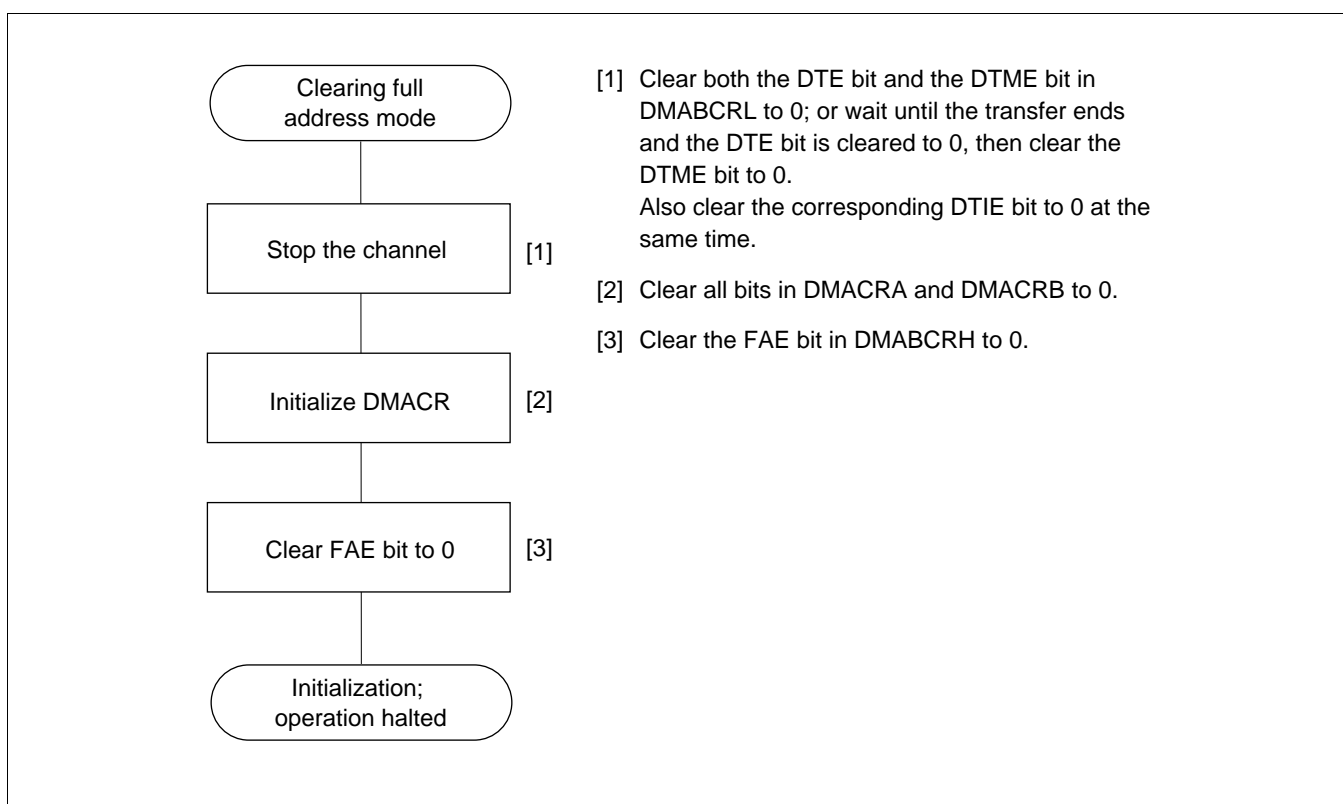 Clearing full
address mode
Stop the channel
[1]
Initialize DMACR
[2]
Clear FAE bit to 0
[3]
Initialization;
operation halted
[1] Clear both the DTE bit and the DTME bit in
DMABCRL to 0; or wait until the transfer ends
and the DTE bit is cleared to 0, then clear the
DTME bit to 0.
Also clear the corresponding DTIE bit to 0 at the
same time.
[2] Clear all bits in DMACRA and DMACRB to 0.
[3] Clear the FAE bit in DMABCRH to 0.